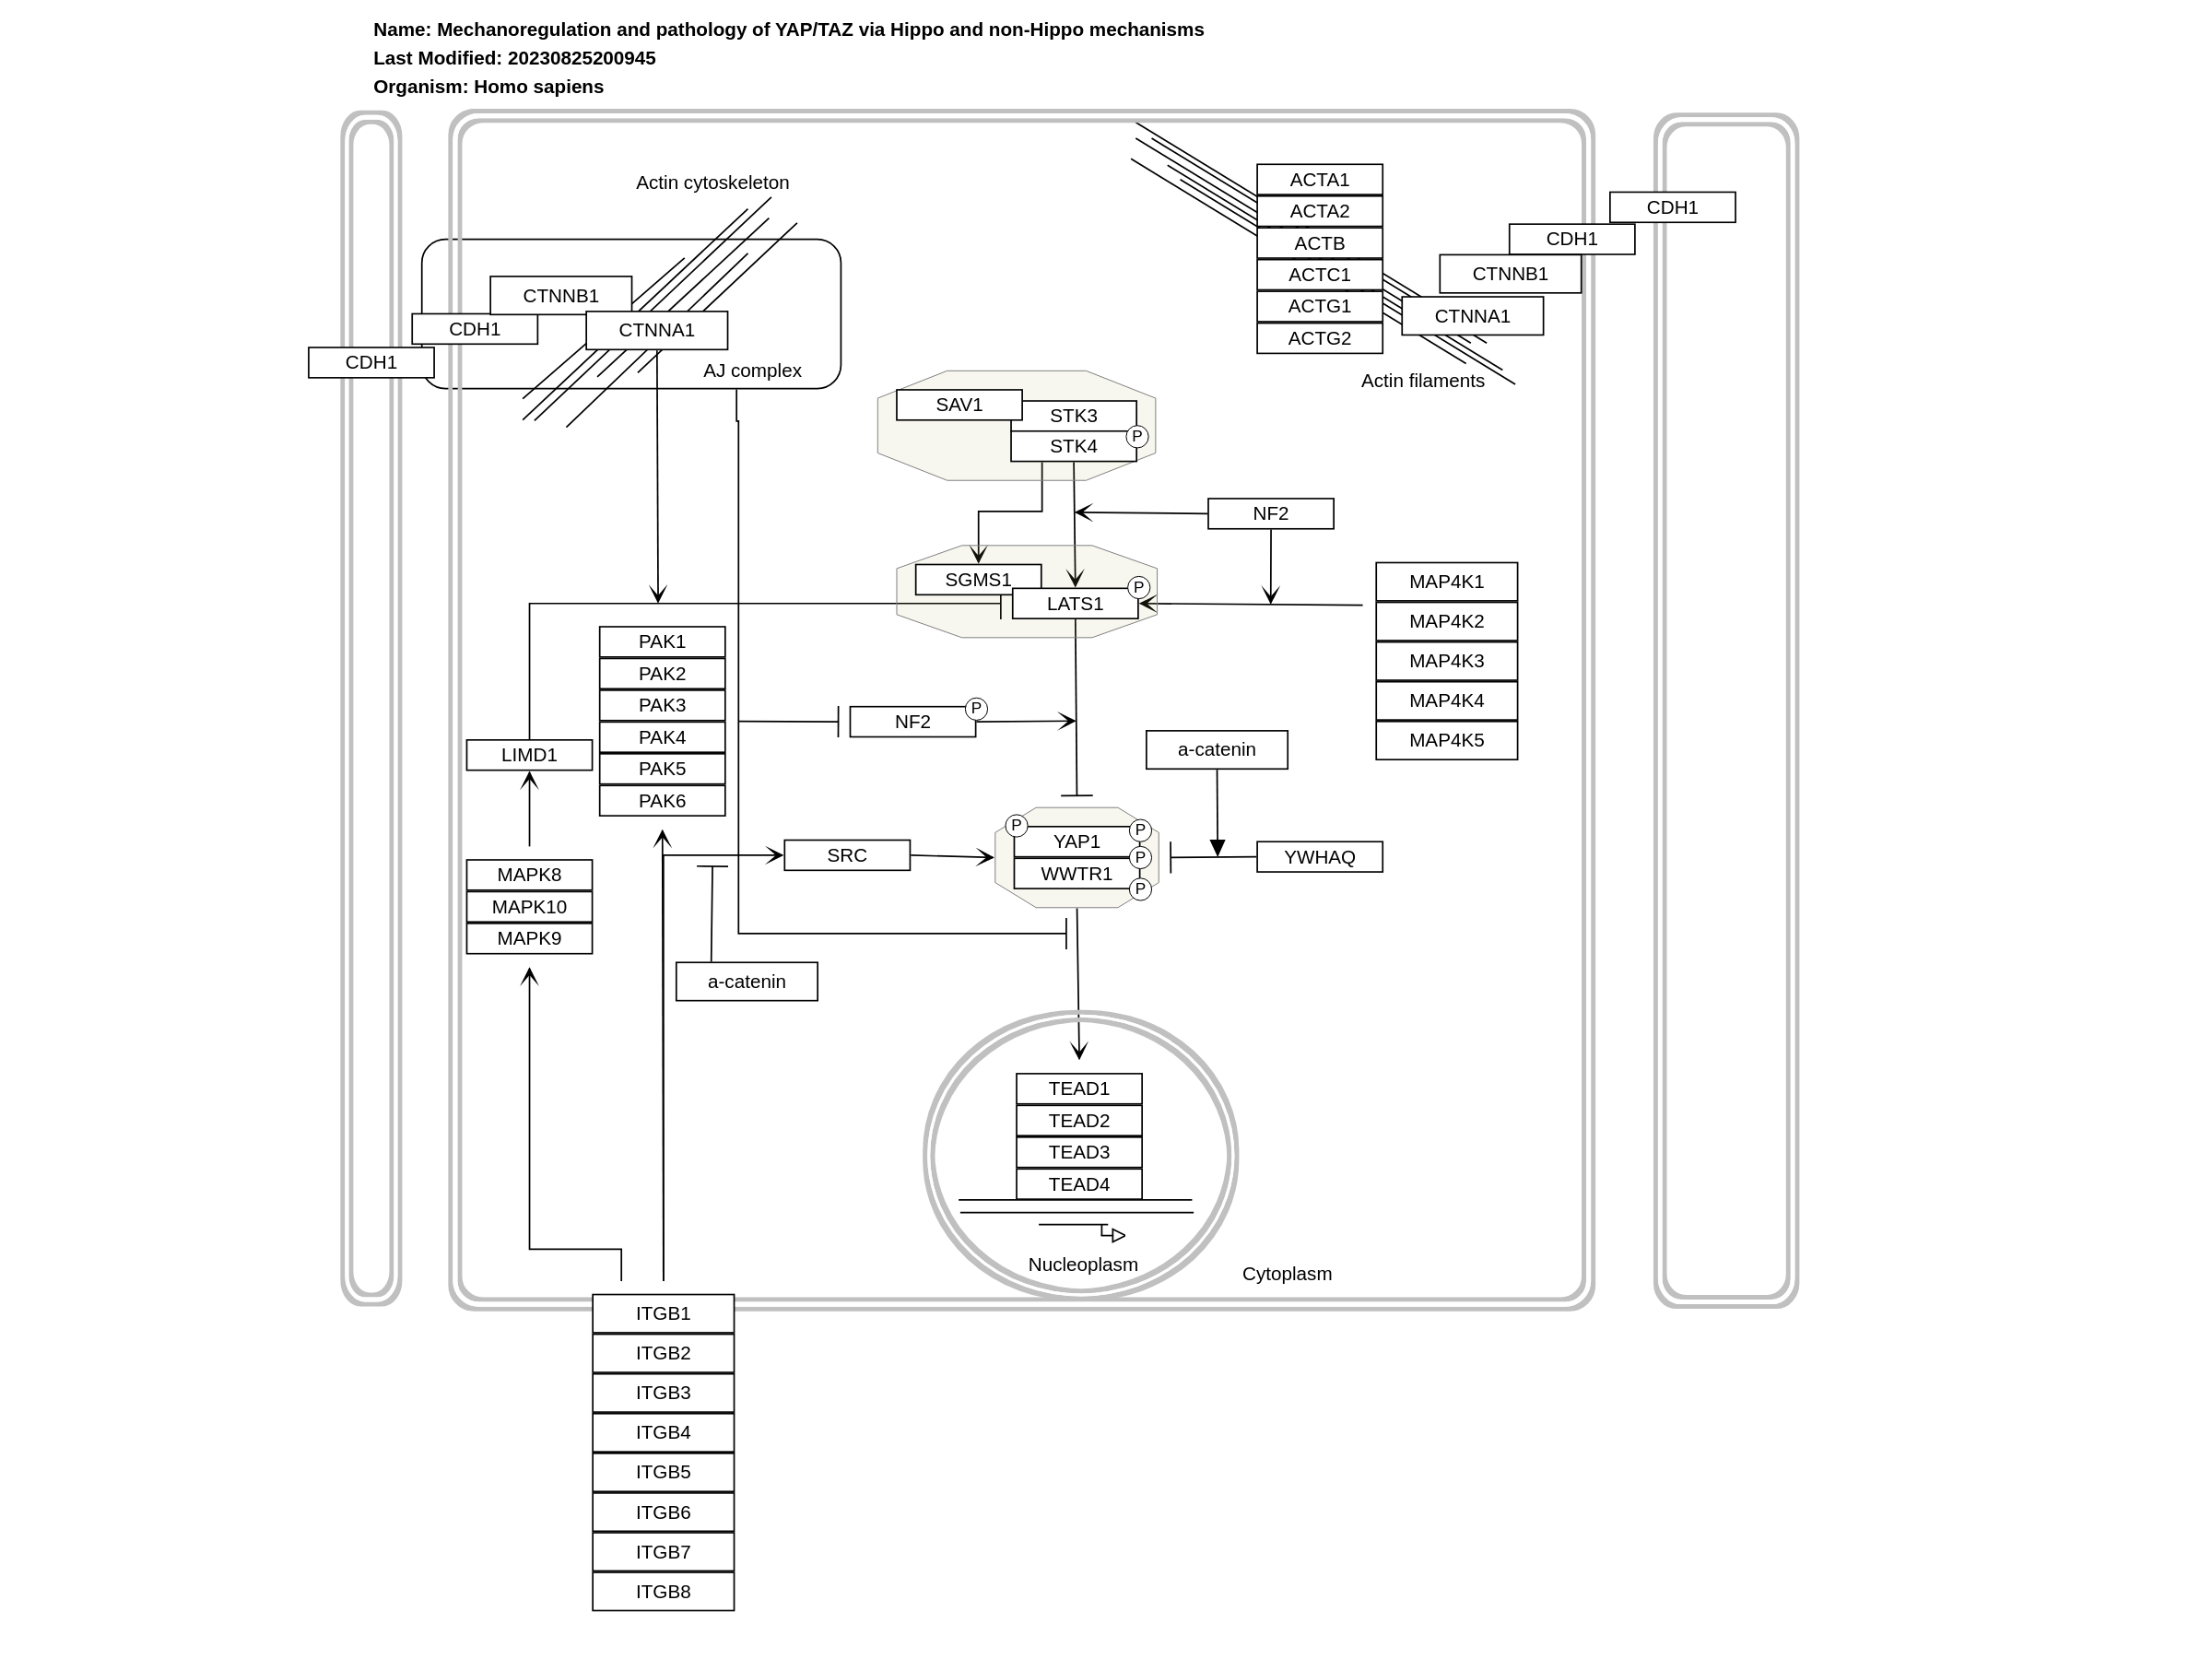 Name: Mechanoregulation and pathology of YAP/TAZ via Hippo and non-Hippo mechanisms
Last Modified: 20230825200945
Organism: Homo sapiens
Actin cytoskeleton
CTNNB1
CDH1
CTNNA1
CDH1
AJ complex
ACTA1
ACTA2
ACTB
ACTC1
ACTG1
ACTG2
CDH1
CDH1
CTNNB1
CTNNA1
Actin filaments
SAV1
STK3
STK4
P
NF2
SGMS1
P
LATS1
MAP4K1
MAP4K2
MAP4K3
MAP4K4
MAP4K5
PAK1
PAK2
PAK3
PAK4
PAK5
PAK6
NF2
P
LIMD1
a-catenin
MAPK8
MAPK10
MAPK9
SRC
P
YAP1
P
P
WWTR1
P
YWHAQ
a-catenin
TEAD1
TEAD2
TEAD3
TEAD4
Nucleoplasm
Cytoplasm
ITGB1
ITGB2
ITGB3
ITGB4
ITGB5
ITGB6
ITGB7
ITGB8